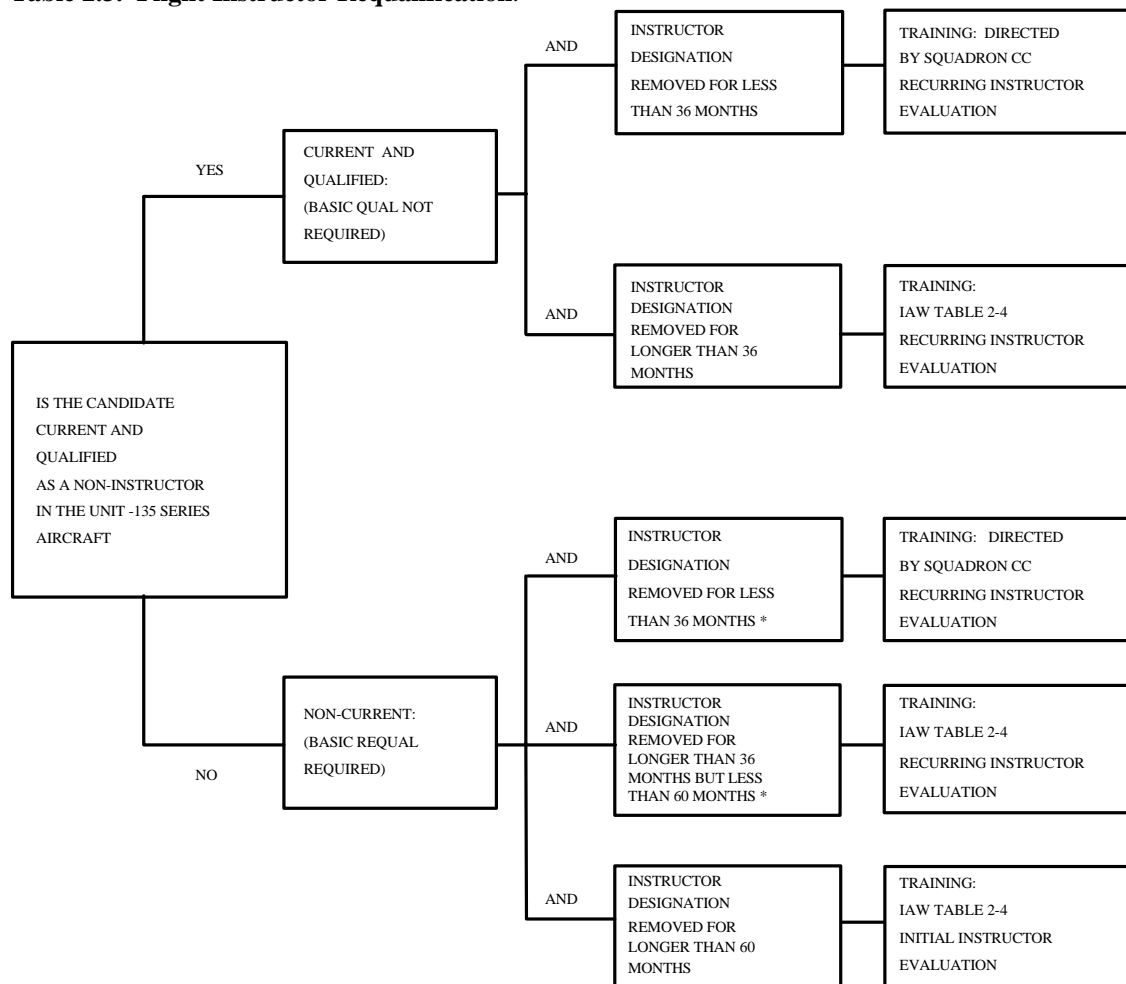 IS THE CANDIDATE
CURRENT AND
QUALIFIED
AS A NON-INSTRUCTOR
IN THE UNIT -135 SERIES
AIRCRAFT
YES
CURRENT AND
QUALIFIED:
(BASIC QUAL NOT
REQUIRED)
AND
INSTRUCTOR
DESIGNATION
REMOVED FOR LESS
THAN 36 MONTHS
TRAINING: DIRECTED
BY SQUADRON CC
RECURRING INSTRUCTOR
EVALUATION
AND
INSTRUCTOR
DESIGNATION
REMOVED FOR
LONGER THAN 36
MONTHS
TRAINING:
IAW TABLE 2-4
RECURRING INSTRUCTOR
EVALUATION
NO
NON-CURRENT:
(BASIC REQUAL
REQUIRED)
AND
INSTRUCTOR
DESIGNATION
REMOVED FOR LESS
THAN 36 MONTHS *
TRAINING: DIRECTED
BY SQUADRON CC
RECURRING INSTRUCTOR
EVALUATION
AND
INSTRUCTOR
DESIGNATION
REMOVED FOR
LONGER THAN 36
MONTHS BUT LESS
THAN 60 MONTHS *
TRAINING:
IAW TABLE 2-4
RECURRING INSTRUCTOR
EVALUATION
AND
INSTRUCTOR
DESIGNATION
REMOVED FOR
LONGER THAN 60
MONTHS
TRAINING:
IAW TABLE 2-4
INITIAL INSTRUCTOR
EVALUATION